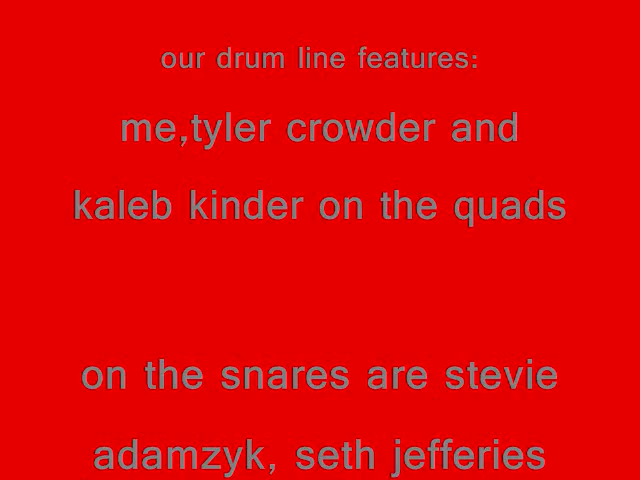 our drum line features:
me,tyler crowder and
kaleb kinder on the quads
on the snares are stevie
adamzyk, seth jefferies